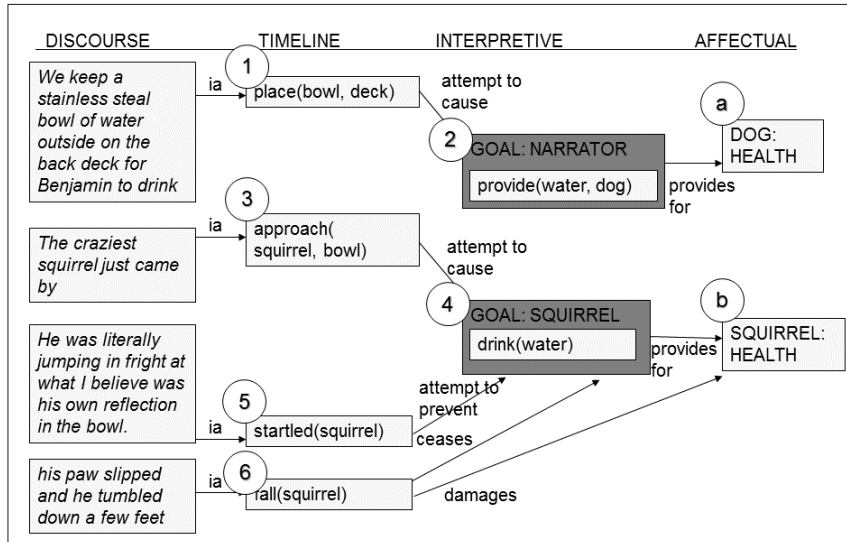 DISCOURSE TIMELINE INTERPRETIVE AFFECTUAL
We keep a
stainless steal
bowl of water
outside on the
back deck for
Benjamin to drink
ia
1
place(bowl, deck)
attempt to
cause
2
GOAL: NARRATOR
provide(water, dog)
provides
for
a
DOG:
HEALTH
The craziest
squirrel just came
by
ia
3
approach(
squirrel, bowl)
attempt to
cause
4
GOAL: SQUIRREL
drink(water)
provides
for
b
SQUIRREL:
HEALTH
He was literally
jumping in fright at
what I believe was
his own reflection
in the bowl.
ia
5
startled(squirrel)
attempt to
prevent
ceases
his paw slipped
and he tumbled
down a few feet
ia
6
fall(squirrel)
damages